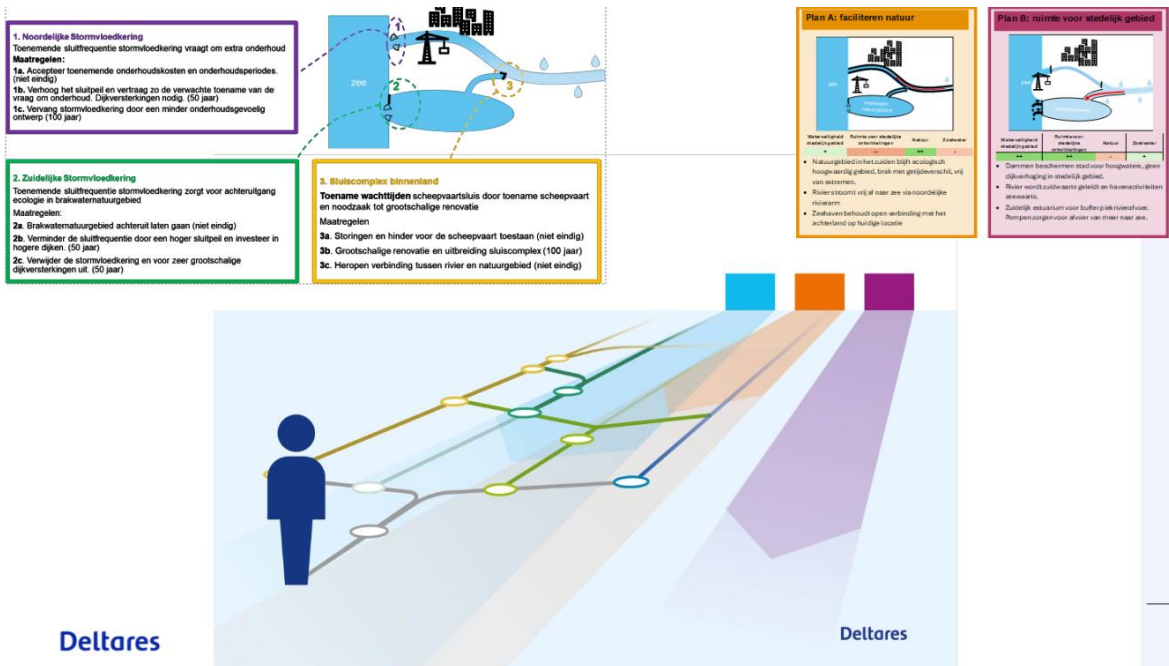 1. Noordelijke Stormvloedkering
Toenemende sluitfrequentie stormvloedkering vraagt om extra onderhoud
Maatregelen:
1a. Accepteer toenemende onderhoudskosten en onderhoudsperiodes.
(niet eindig)
1b. Verhoog het sluitpeil en vertraag zo de verwachte toename van de
vraag om onderhoud. Dijkversterkingen nodig. (50 jaar)
1c. Vervang stormvloedkering door een minder onderhoudsgevoelig
ontwerp (100 jaar)
zee
1
2
3
2. Zuidelijke Stormvloedkering
Toenemende sluitfrequentie stormvloedkering zorgt voor achteruitgang
ecologie in brakwaternatuurgebied
Maatregelen:
2a. Brakwaternatuurgebied achteruit laten gaan (niet eindig)
2b. Verminder de sluitfrequentie door een hoger sluitpeil en investeer in
hogere dijken. (50 jaar)
2c. Verwijder de stormvloedkering en voor zeer grootschalige
dijkversterkingen uit. (50 jaar)
3. Sluiscomplex binnenland
Toename wachttijden scheepvaartsluis door toename scheepvaart
en noodzaak tot grootschalige renovatie
Maatregelen
3a. Storingen en hinder voor de scheepvaart toestaan (niet eindig)
3b. Grootschalige renovatie en uitbreiding sluiscomplex (100 jaar)
3c. Heropen verbinding tussen rivier en natuurgebied (niet eindig)
Plan A: faciliteren natuur
zee
Waterveiligheid
stedelijk gebied
Ruimte voor stedelijke
ontwikkelingen
Natuur
Zoetwater
+
--
++
-
• Natuurgebied in het zuiden blijft ecologisch
hoogwaardig gebied, brak met getijdeverschil, vrij
van extremen.
• Rivier stroomt vrij af naar zee via noordelijke
rivierarm
• Zeehaven behoudt open verbinding met het
achterland op huidige locatie
Plan B: ruimte voor stedelijk gebied
zee
Waterveiligheid
stedelijk gebied
Ruimte voor
stedelijke
ontwikkelingen
Natuur
Zoetwater
++
++
-
+
• Dammen beschermen stad voor hoogwaters, geen
dijkverhoging in stedelijk gebied.
• Rivier wordt zuidwaarts geleidt en havenactiviteiten
zeewaarts.
• Zuidelijk estuarium voor buffer piekrivierafvoer.
Pompen zorgen voor afvoer van meer naar zee.
Deltares
Deltares